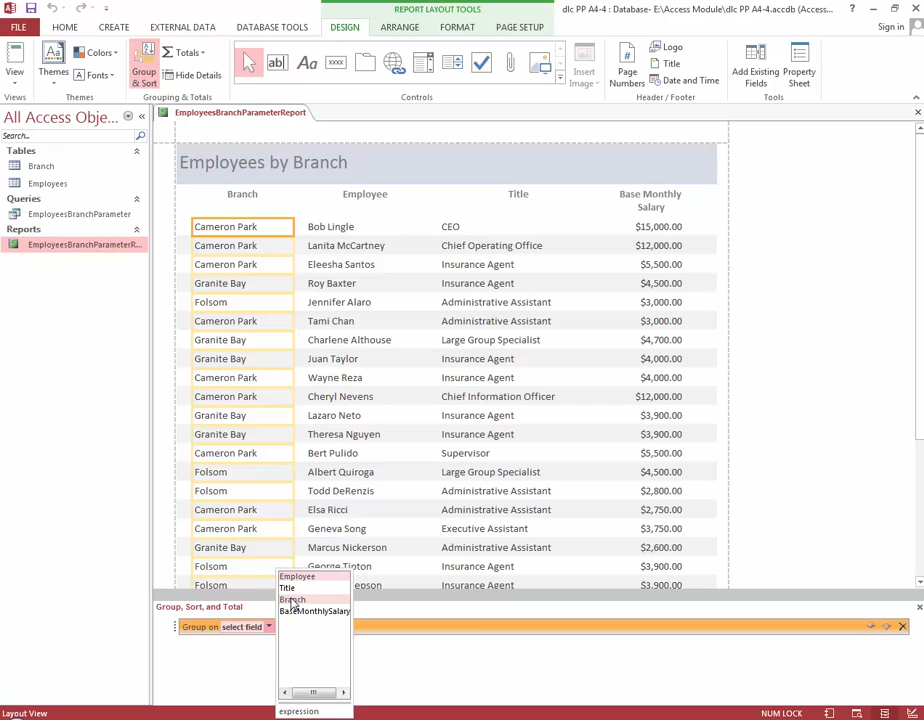 REPORT LAYOUT TOOLS
dlc PP A4-4 : Database- E:\Access Module\dlc PP A4-4.accdb (Access...
?
FILE HOME CREATE EXTERNAL DATA DATABASE TOOLS DESIGN ARRANGE FORMAT PAGE SETUP Sign in
View
Views
Themes
Colors
Fonts
Themes
Group & Sort
Totals
Hide Details
Grouping & Totals
ab|
Aa
xxxx
Controls
Insert Image
Page Numbers
Logo
Title
Date and Time
Header / Footer
Add Existing Fields
Property Sheet
Tools
All Access Obje...
Search...
Tables
Branch
Employees
Queries
EmployeesBranchParameter
Reports
EmployeesBranchParameterR...
EmployeesBranchParameterReport
Employees by Branch
Branch Employee Title Base Monthly Salary
Cameron Park Bob Lingle CEO $15,000.00
Cameron Park Lanita McCartney Chief Operating Office $12,000.00
Cameron Park Eleesha Santos Insurance Agent $5,500.00
Granite Bay Roy Baxter Insurance Agent $4,500.00
Folsom Jennifer Alaro Administrative Assistant $3,000.00
Cameron Park Tami Chan Administrative Assistant $3,000.00
Granite Bay Charlene Althouse Large Group Specialist $4,700.00
Granite Bay Juan Taylor Insurance Agent $4,000.00
Cameron Park Wayne Reza Insurance Agent $4,000.00
Cameron Park Cheryl Nevens Chief Information Officer $12,000.00
Granite Bay Lazaro Neto Insurance Agent $3,900.00
Granite Bay Theresa Nguyen Insurance Agent $3,900.00
Cameron Park Bert Pulido Supervisor $5,500.00
Folsom Albert Quiroga Large Group Specialist $4,500.00
Folsom Todd DeRenzis Administrative Assistant $2,800.00
Cameron Park Elsa Ricci Administrative Assistant $2,750.00
Cameron Park Geneva Song Executive Assistant $3,750.00
Granite Bay Marcus Nickerson Administrative Assistant $2,600.00
Folsom George Tipton Insurance Agent $3,900.00
Folsom Insurance Agent $3,900.00
Employee
Title
Branch
BaseMonthlySalary
expression
Group, Sort, and Total
Group on select field
Layout View
NUM LOCK